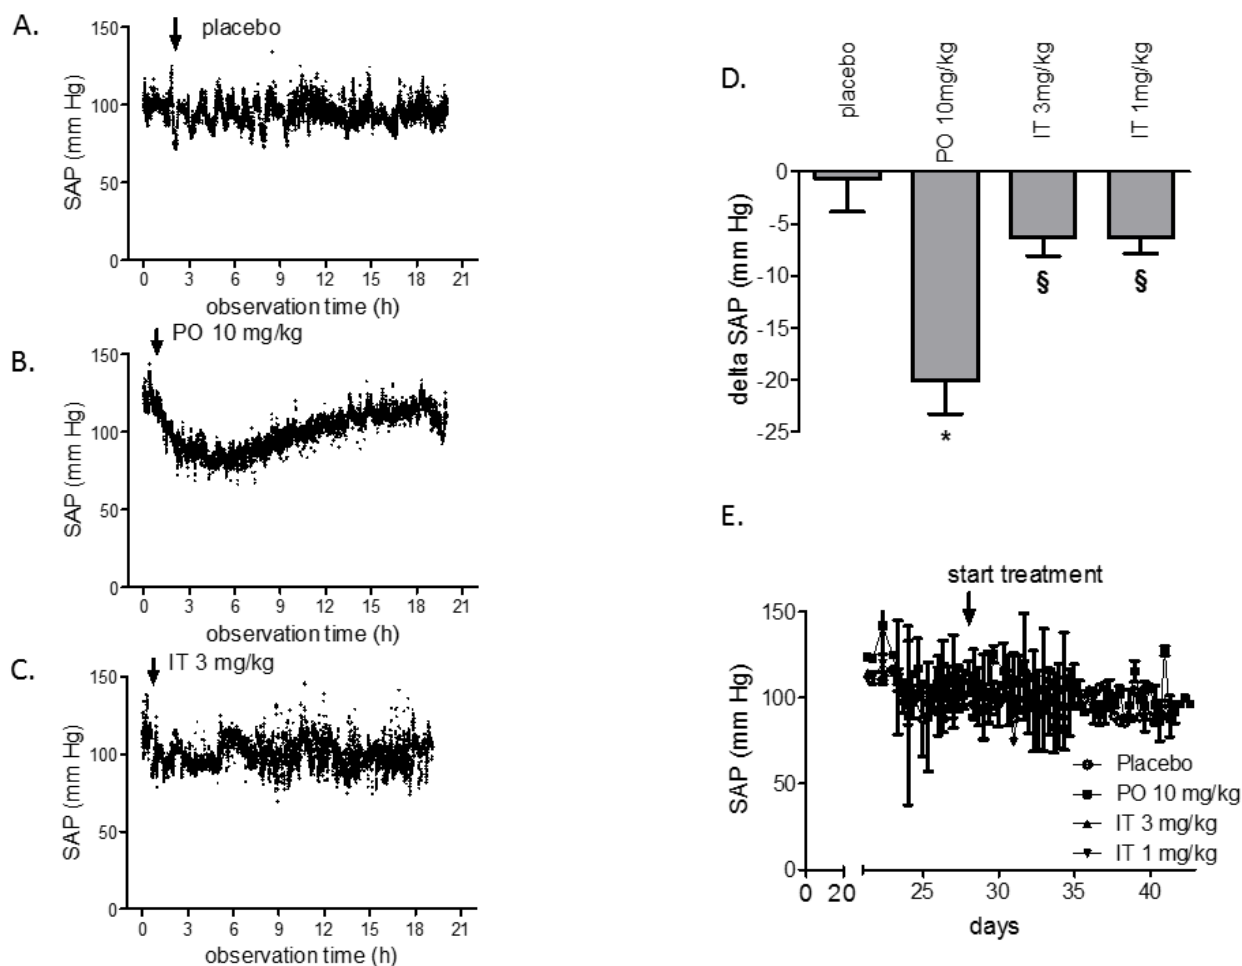 A.
placebo
150
100
50
0
SAP (mm Hg)
0 3 6 9 12 15 18 21
observation time (h)
B.
PO 10 mg/kg
150
100
50
0
SAP (mm Hg)
0 3 6 9 12 15 18 21
observation time (h)
C.
IT 3 mg/kg
150
100
50
0
SAP (mm Hg)
0 3 6 9 12 15 18 21
observation time (h)
D.
placebo
PO 10mg/kg
IT 3mg/kg
IT 1mg/kg
0
-5
-10
-15
-20
-25
delta SAP (mm Hg)
§ §
*
E.
start treatment
150
100
50
0
SAP (mm Hg)
Placebo
PO 10 mg/kg
IT 3 mg/kg
IT 1 mg/kg
0 20 25 30 35 40
days